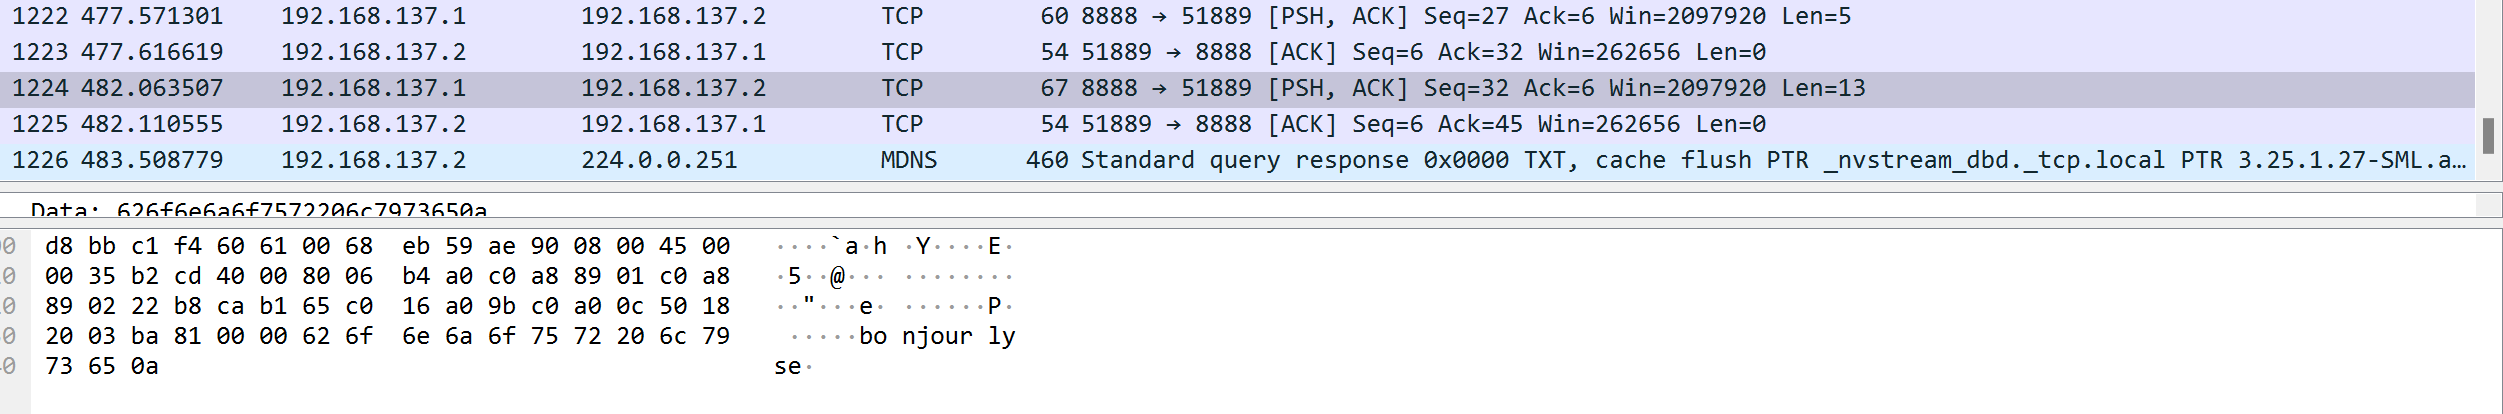 1222 477.571301 192.168.137.1 192.168.137.2 TCP 60 8888 → 51889 [PSH, ACK] Seq=27 Ack=6 Win=2097920 Len=5
1223 477.616619 192.168.137.2 192.168.137.1 TCP 54 51889 → 8888 [ACK] Seq=6 Ack=32 Win=262656 Len=0
1224 482.063507 192.168.137.1 192.168.137.2 TCP 67 8888 → 51889 [PSH, ACK] Seq=32 Ack=6 Win=2097920 Len=13
1225 482.110555 192.168.137.2 192.168.137.1 TCP 54 51889 → 8888 [ACK] Seq=6 Ack=45 Win=262656 Len=0
1226 483.508779 192.168.137.2 224.0.0.251 MDNS 460 Standard query response 0x0000 TXT, cache flush PTR _nvstream_dbd._tcp.local PTR 3.25.1.27-SML.a…
Data: 626f6e6a6f7572206c7973650a
0 d8 bb c1 f4 60 61 00 68 eb 59 ae 90 08 00 45 00 ····`a·h ·Y····E·
0 00 35 b2 cd 40 00 80 06 b4 a0 c0 a8 89 01 c0 a8 ·5··@··· ········
0 89 02 22 b8 ca b1 65 c0 16 a0 9b c0 a0 0c 50 18 ··"···e· ······P·
0 20 03 ba 81 00 00 62 6f 6e 6a 6f 75 72 20 6c 79 ·····bo njour ly
0 73 65 0a se·